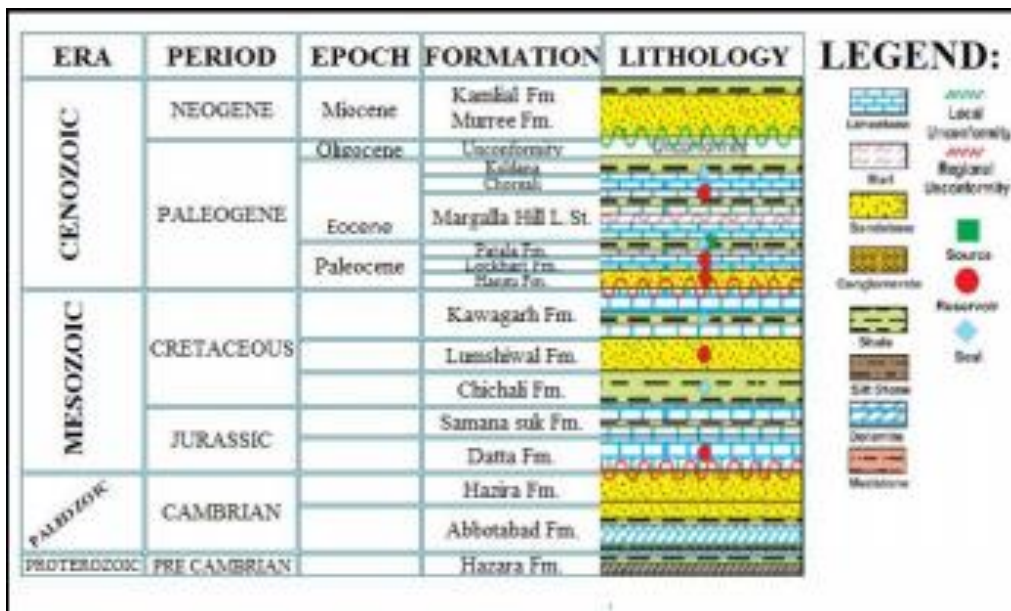 ERA PERIOD EPOCH FORMATION LITHOLOGY
CENOZOIC
NEOGENE
Miocene
Kamlial Fm
Murree Fm.
PALEOGENE
Oligocene
Unconformity
Unconformity
Eocene
Kuldana
Chorgali
Margalla Hill L. St.
Paleocene
Patala Fm.
Lockhart Fm.
Hangu Fm.
MESOZOIC
CRETACEOUS
Kawagarh Fm.
Lumshiwal Fm.
Chichali Fm.
JURASSIC
Samana suk Fm.
Datta Fm.
PALEOZOIC
CAMBRIAN
Hazira Fm.
Abbotabad Fm.
PROTEROZOIC
PRE CAMBRIAN
Hazara Fm.
LEGEND:
Limestone
Marl
Sandstone
Conglomerate
Shale
Silt Stone
Dolomite
Mudstone
Local
Unconformity
Regional
Unconformity
Source
Reservoir
Seal